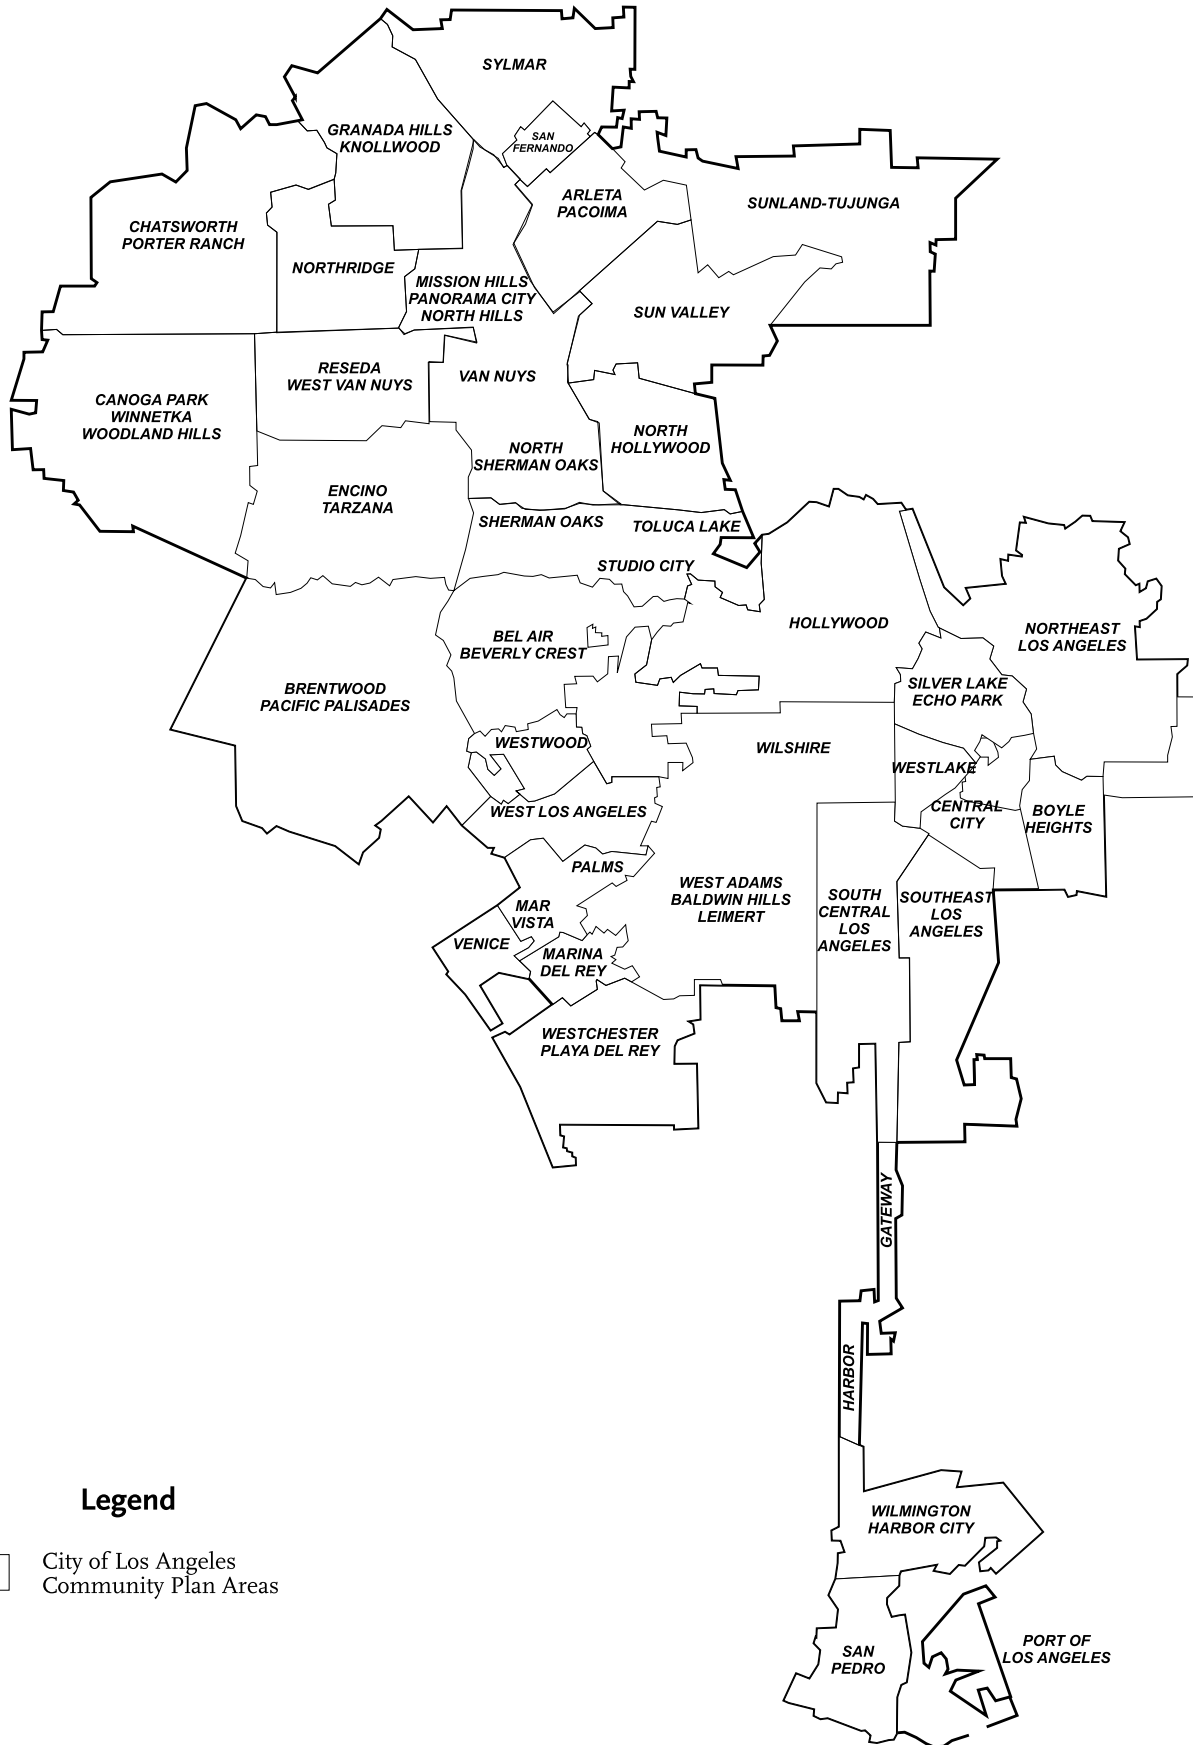 SYLMAR
SAN
FERNANDO
GRANADA HILLS
KNOLLWOOD
ARLETA
PACOIMA
SUNLAND-TUJUNGA
CHATSWORTH
PORTER RANCH
NORTHRIDGE
MISSION HILLS
PANORAMA CITY
NORTH HILLS
SUN VALLEY
RESEDA
WEST VAN NUYS
VAN NUYS
CANOGA PARK
WINNETKA
WOODLAND HILLS
NORTH
HOLLYWOOD
NORTH
SHERMAN OAKS
ENCINO
TARZANA
SHERMAN OAKS
TOLUCA LAKE
STUDIO CITY
HOLLYWOOD
NORTHEAST
LOS ANGELES
BEL AIR
BEVERLY CREST
BRENTWOOD
PACIFIC PALISADES
SILVER LAKE
ECHO PARK
WESTWOOD
WILSHIRE
WESTLAKE
CENTRAL
CITY
BOYLE
HEIGHTS
WEST LOS ANGELES
PALMS
WEST ADAMS
BALDWIN HILLS
LEIMERT
SOUTH
CENTRAL
LOS
ANGELES
SOUTHEAST
LOS
ANGELES
MAR
VISTA
VENICE
MARINA
DEL REY
WESTCHESTER
PLAYA DEL REY
GATEWAY
HARBOR
WILMINGTON
HARBOR CITY
SAN
PEDRO
PORT OF
LOS ANGELES
Legend
City of Los Angeles
Community Plan Areas